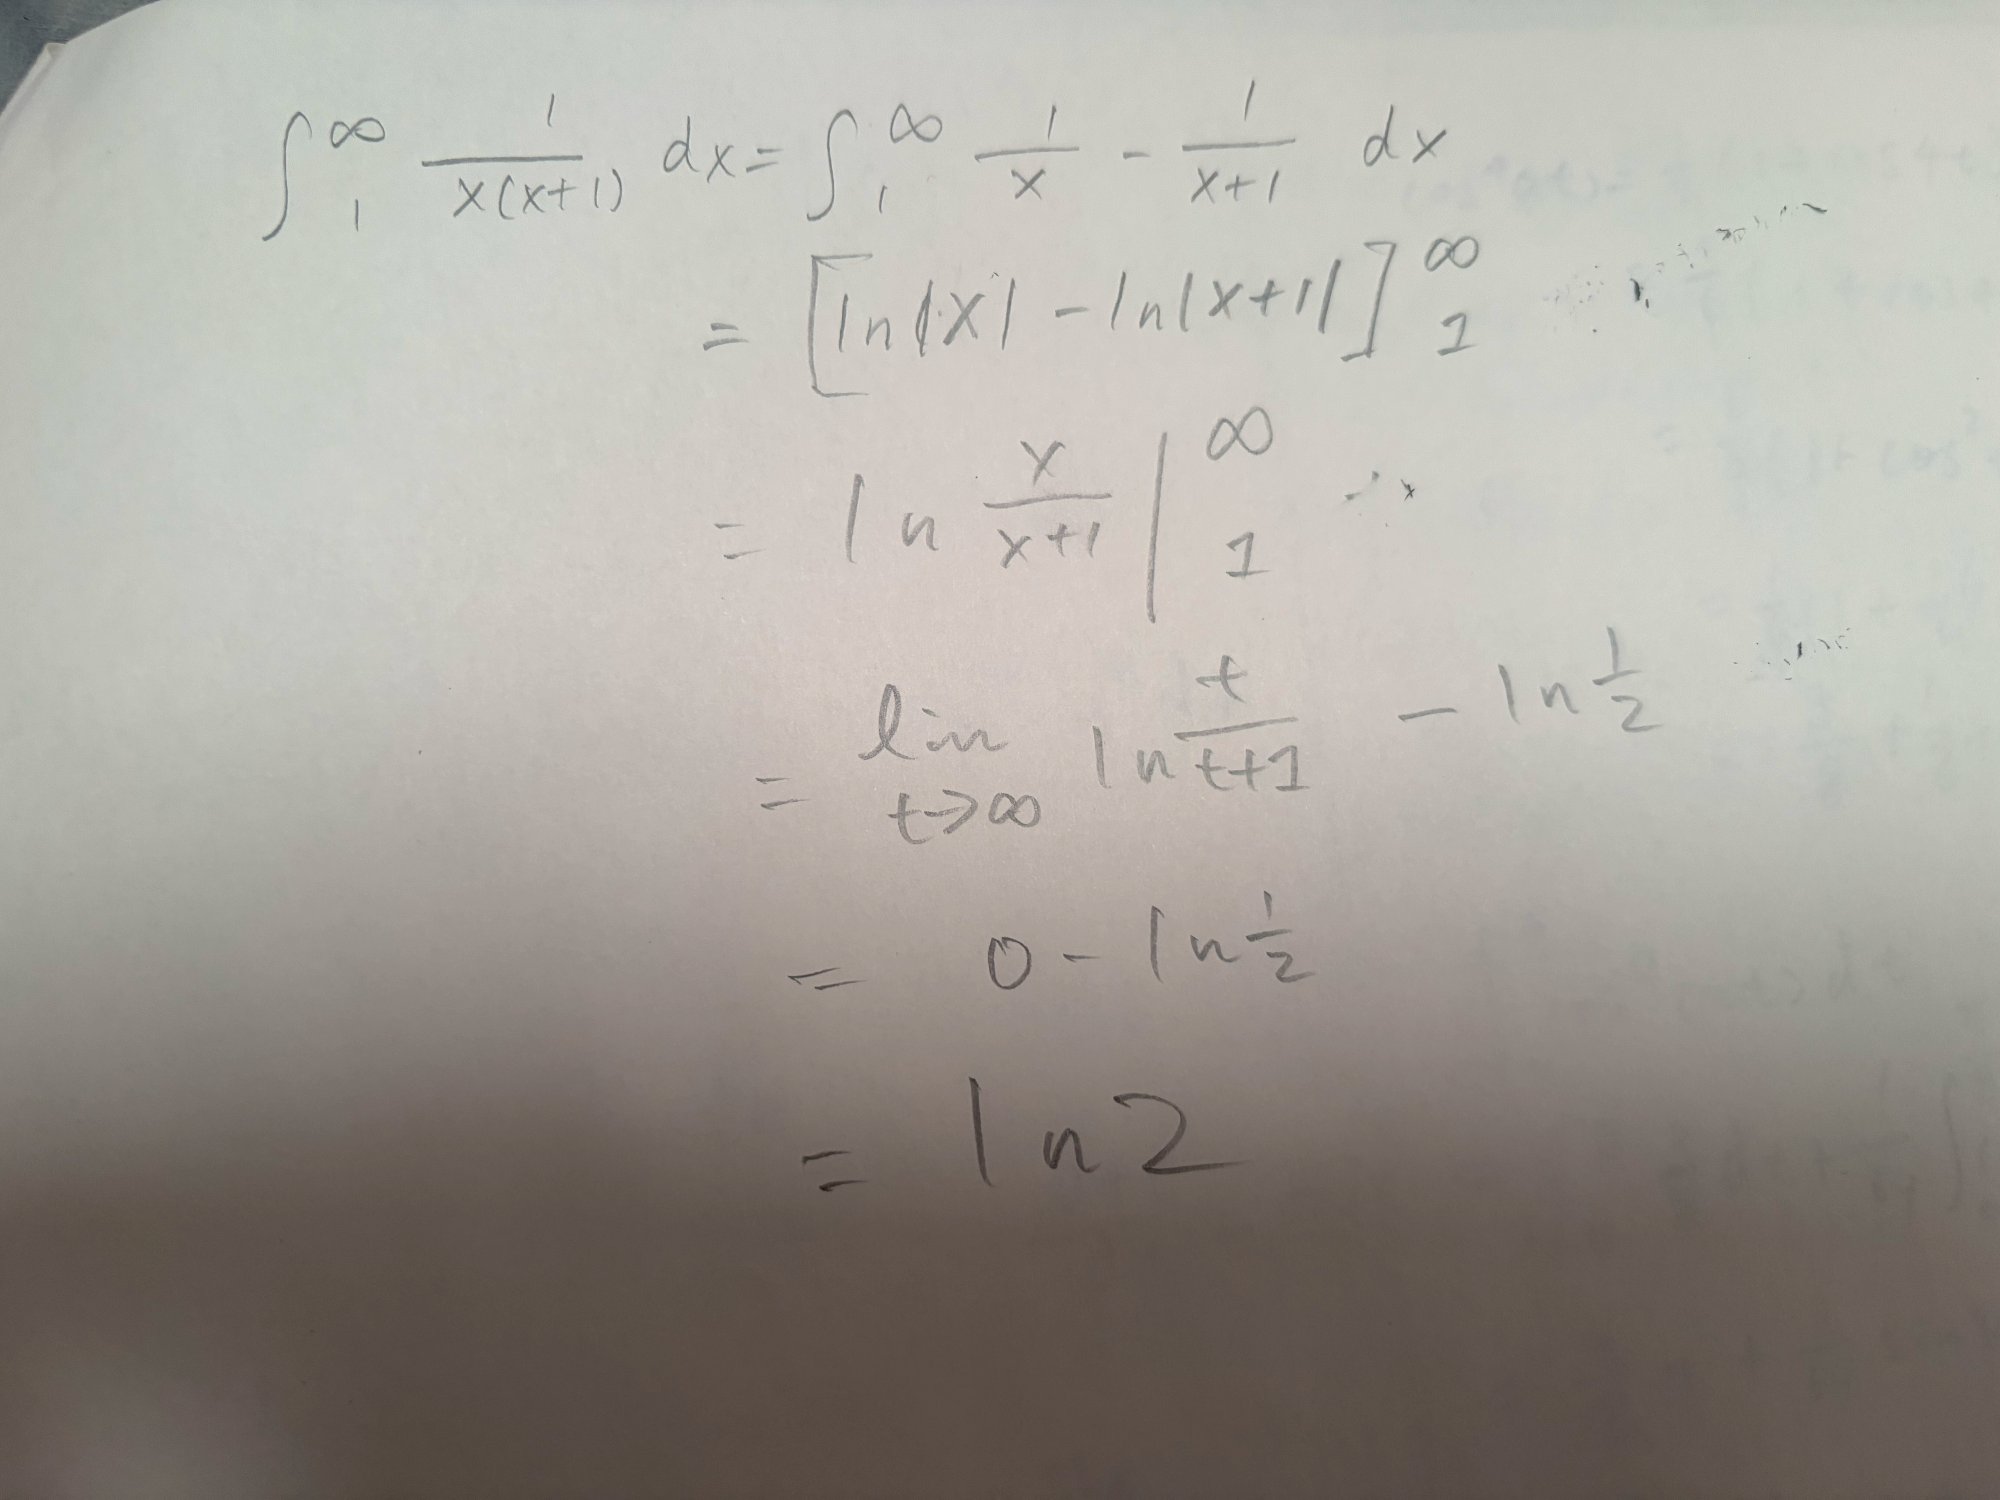 ∫₁^∞ 1/(x(x+1)) dx = ∫₁^∞ 1/x - 1/(x+1) dx
= [ln|x| - ln|x+1|]₁^∞
= ln x/(x+1) |₁^∞
= lim t→∞ ln t/(t+1) - ln 1/2
= 0 - ln 1/2
= ln 2